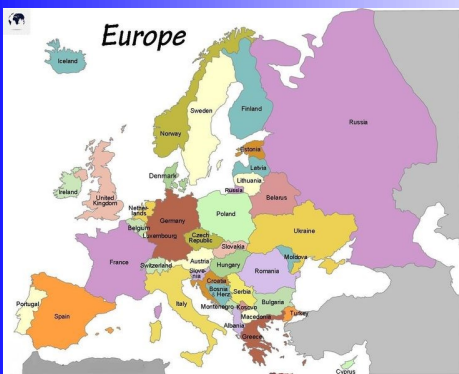 Europe
Iceland
Sweden
Finland
Norway
Russia
Estonia
Latvia
Denmark
Lithuania
Russia
Ireland
United
Kingdom
Belarus
Nether-
lands
Poland
Belgium
Germany
Luxembourg
Czech
Republic
Ukraine
Slovakia
France
Switzerland
Austria
Hungary
Moldova
Slove-
nia
Romania
Croatia
Bosnia
& Herz
Serbia
Portugal
Spain
Italy
Montenegro
Kosovo
Bulgaria
Macedonia
Albania
Turkey
Greece
Cyprus